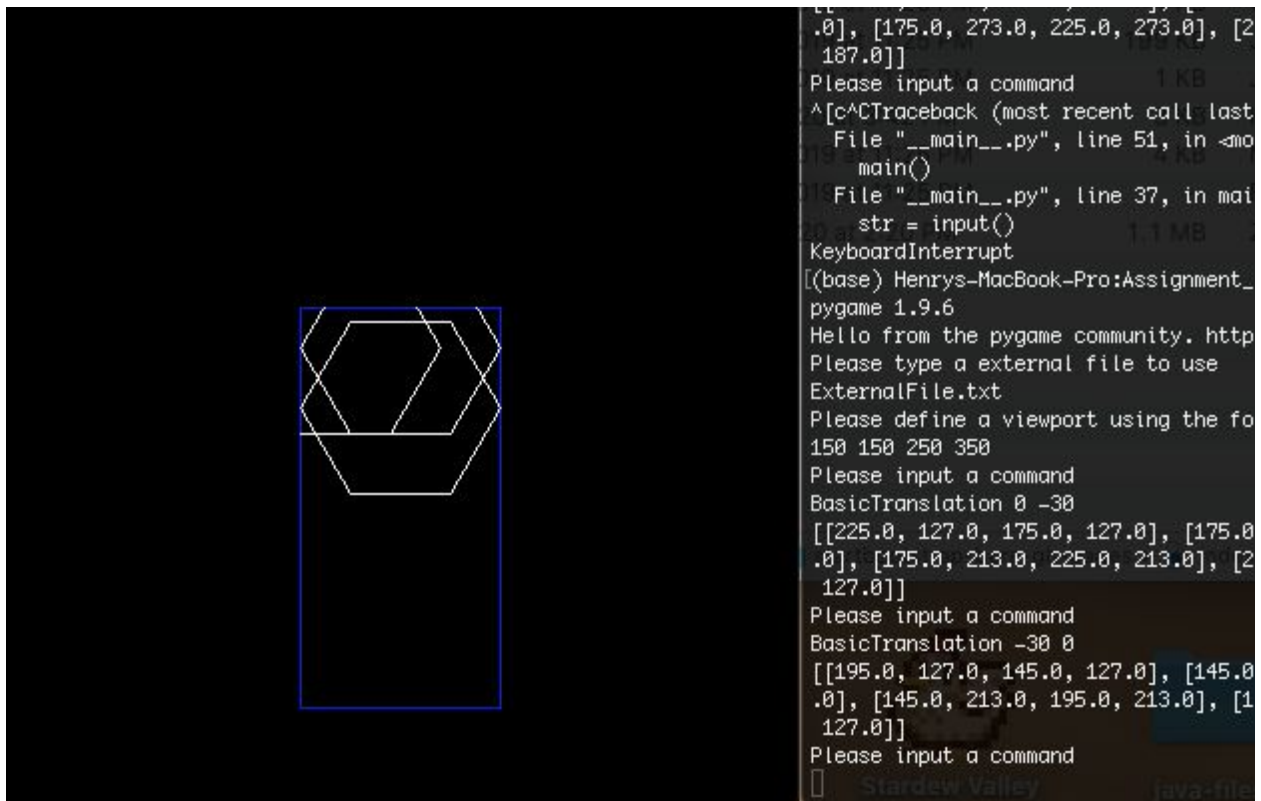 .0], [175.0, 273.0, 225.0, 273.0], [2
187.0]]
Please input a command
^[c^CTraceback (most recent call last
File "__main__.py", line 51, in <mo
main()
File "__main__.py", line 37, in mai
str = input()
KeyboardInterrupt
[(base) Henrys-MacBook-Pro:Assignment_
pygame 1.9.6
Hello from the pygame community. http
Please type a external file to use
ExternalFile.txt
Please define a viewport using the fo
150 150 250 350
Please input a command
BasicTranslation 0 -30
[[225.0, 127.0, 175.0, 127.0], [175.0
.0], [175.0, 213.0, 225.0, 213.0], [2
127.0]]
Please input a command
BasicTranslation -30 0
[[195.0, 127.0, 145.0, 127.0], [145.0
.0], [145.0, 213.0, 195.0, 213.0], [1
127.0]]
Please input a command
Stardew Valley
java-file